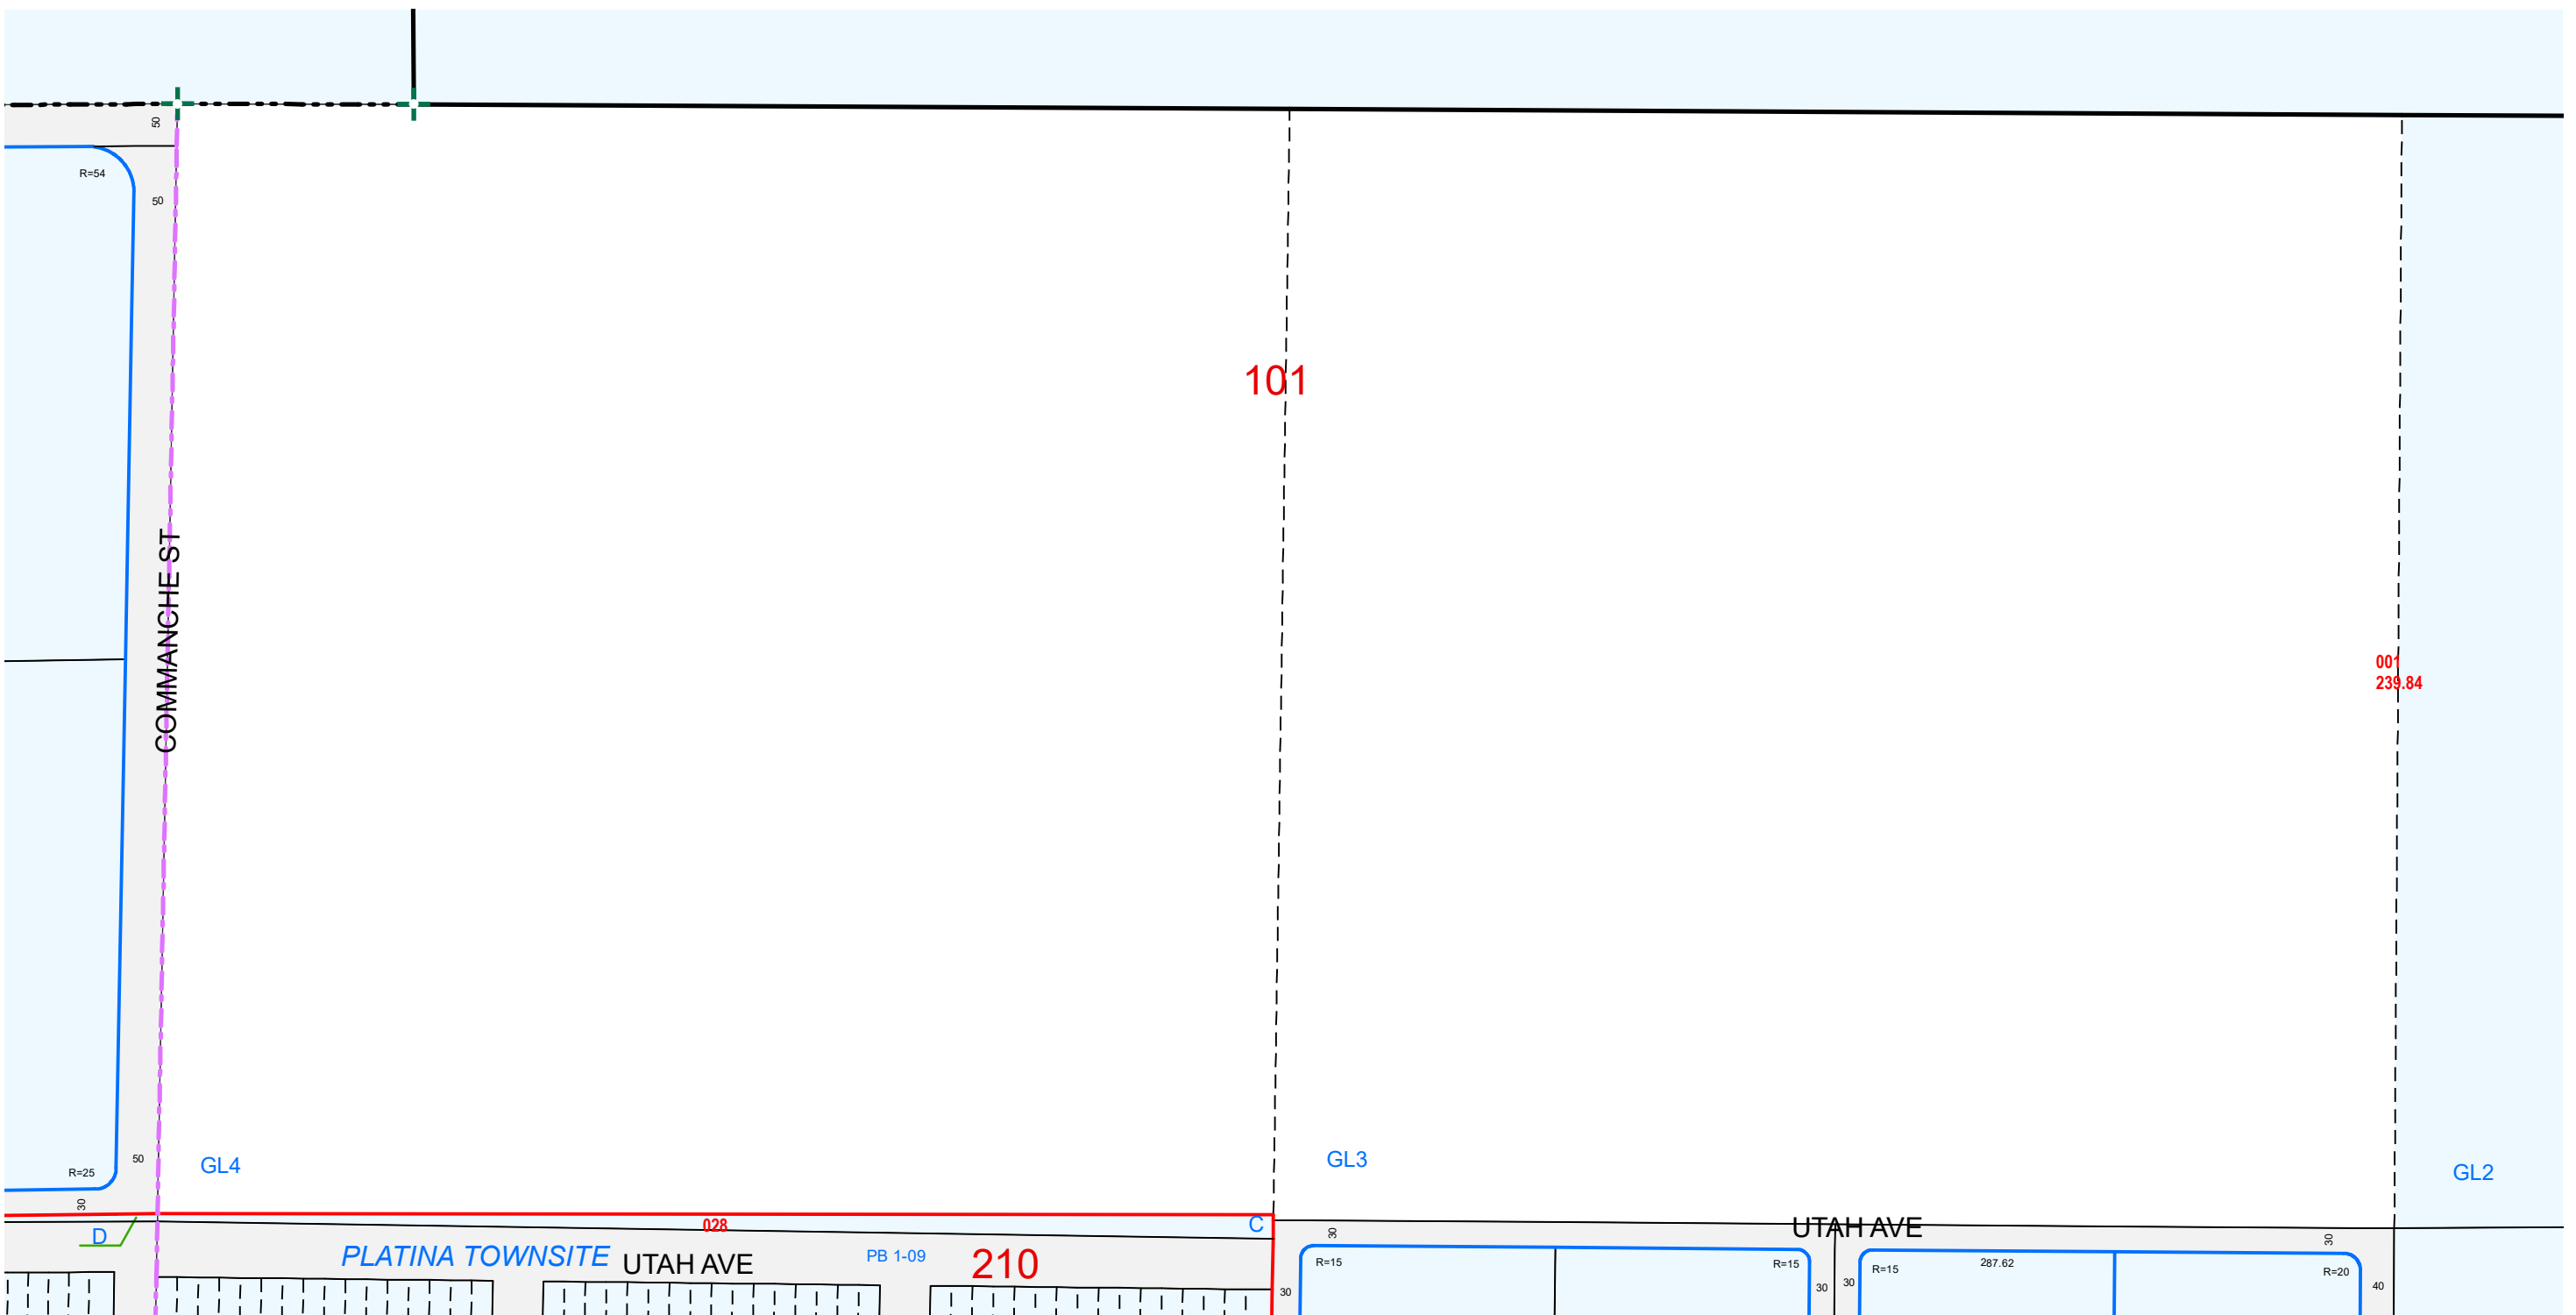 50
R=54
50
101
COMMANCHE ST
001
239.84
50
GL4
GL3
R=25
GL2
30
028
C
UTAH AVE
30
30
D
PLATINA TOWNSITE
UTAH AVE
PB 1-09
210
R=15
R=15
R=15
287.62
R=20
30
30
30
40